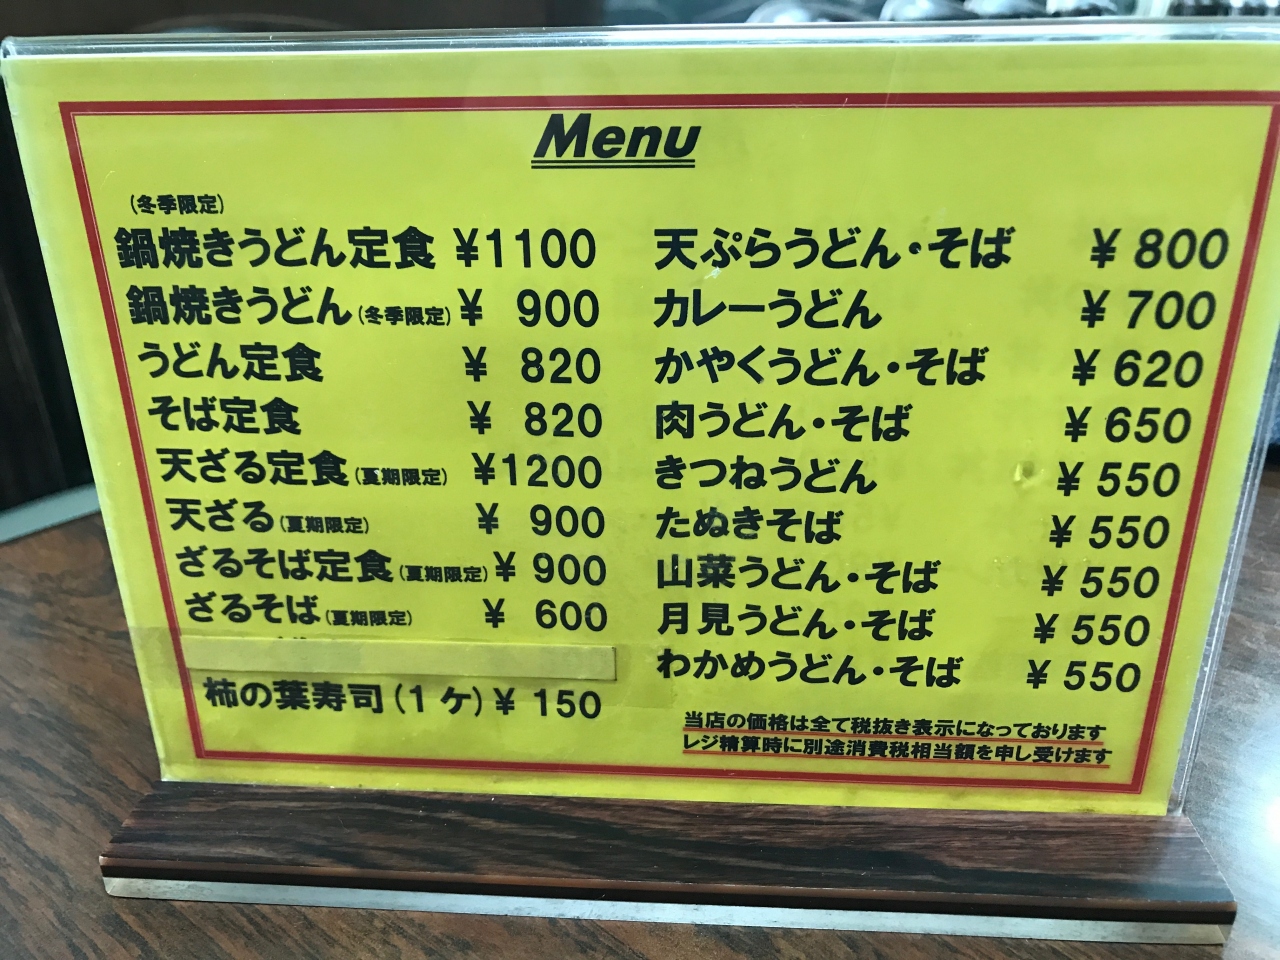 Menu
(冬季限定)
鍋焼きうどん定食 ¥1100
鍋焼きうどん(冬季限定) ¥ 900
うどん定食 ¥ 820
そば定食 ¥ 820
天ざる定食(夏期限定) ¥1200
天ざる(夏期限定) ¥ 900
ざるそば定食(夏期限定) ¥ 900
ざるそば(夏期限定) ¥ 600
柿の葉寿司(1ケ) ¥ 150
天ぷらうどん・そば ¥ 800
カレーうどん ¥ 700
かやくうどん・そば ¥ 620
肉うどん・そば ¥ 650
きつねうどん ¥ 550
たぬきそば ¥ 550
山菜うどん・そば ¥ 550
月見うどん・そば ¥ 550
わかめうどん・そば ¥ 550
当店の価格は全て税抜き表示になっております
レジ精算時に別途消費税相当額を申し受けます